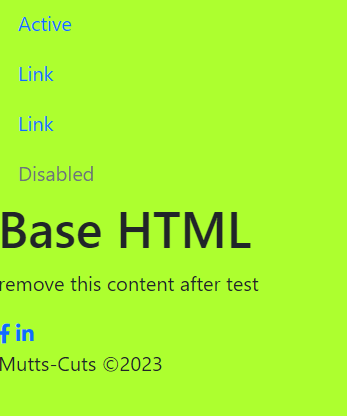 Active
Link
Link
Disabled
Base HTML
remove this content after test
Mutts-Cuts ©2023